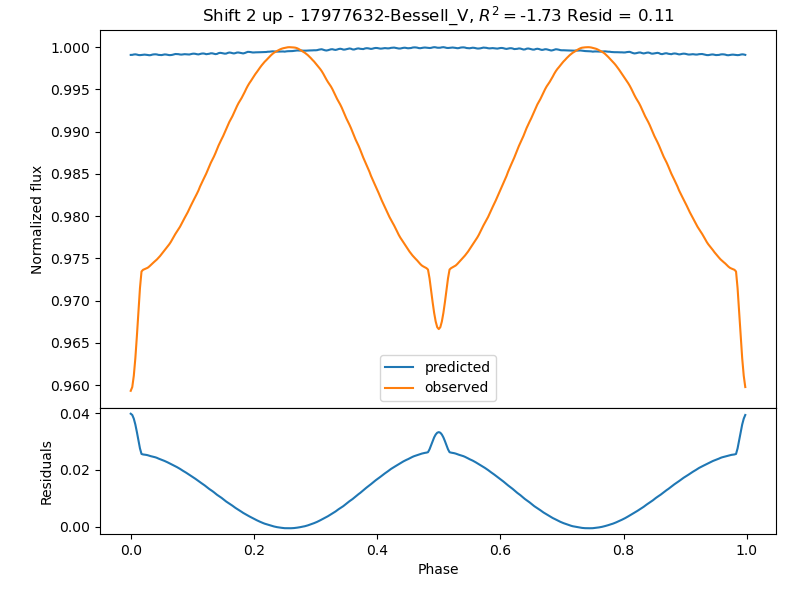 Shift 2 up - 17977632-Bessell_V, R² = -1.73 Resid = 0.11
1.000
0.995
0.990
0.985
0.980
0.975
0.970
0.965
0.960
Normalized flux
predicted
observed
0.04
0.02
0.00
Residuals
0.0 0.2 0.4 0.6 0.8 1.0
Phase